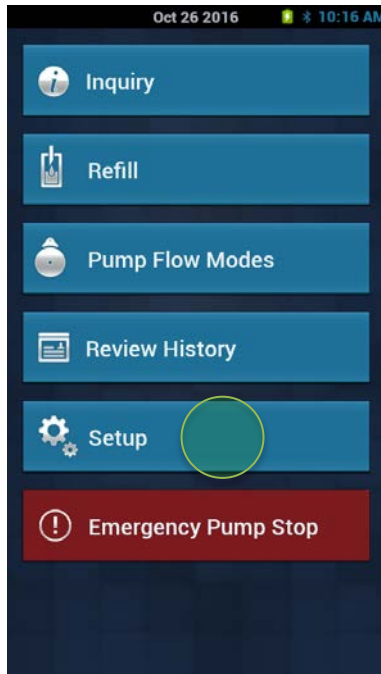 Oct 26 2016 10:16 AM
Inquiry
Refill
Pump Flow Modes
Review History
Setup
Emergency Pump Stop